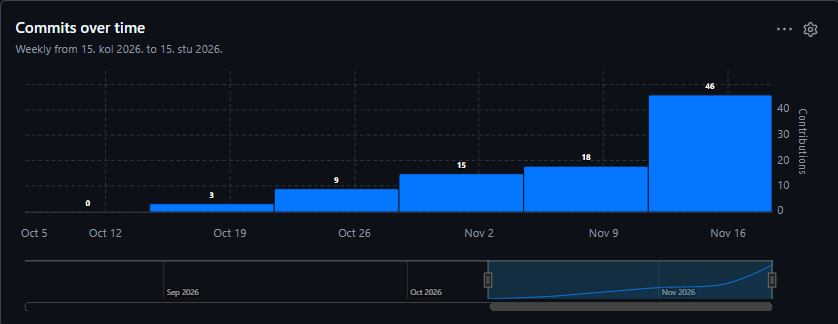 Commits over time
Weekly from 15. kol 2026. to 15. stu 2026.
46
40
18
30
15
20
9
10
3
0
0
Contributions
Oct 5 Oct 12 Oct 19 Oct 26 Nov 2 Nov 9 Nov 16
Sep 2026 Oct 2026 Nov 2026